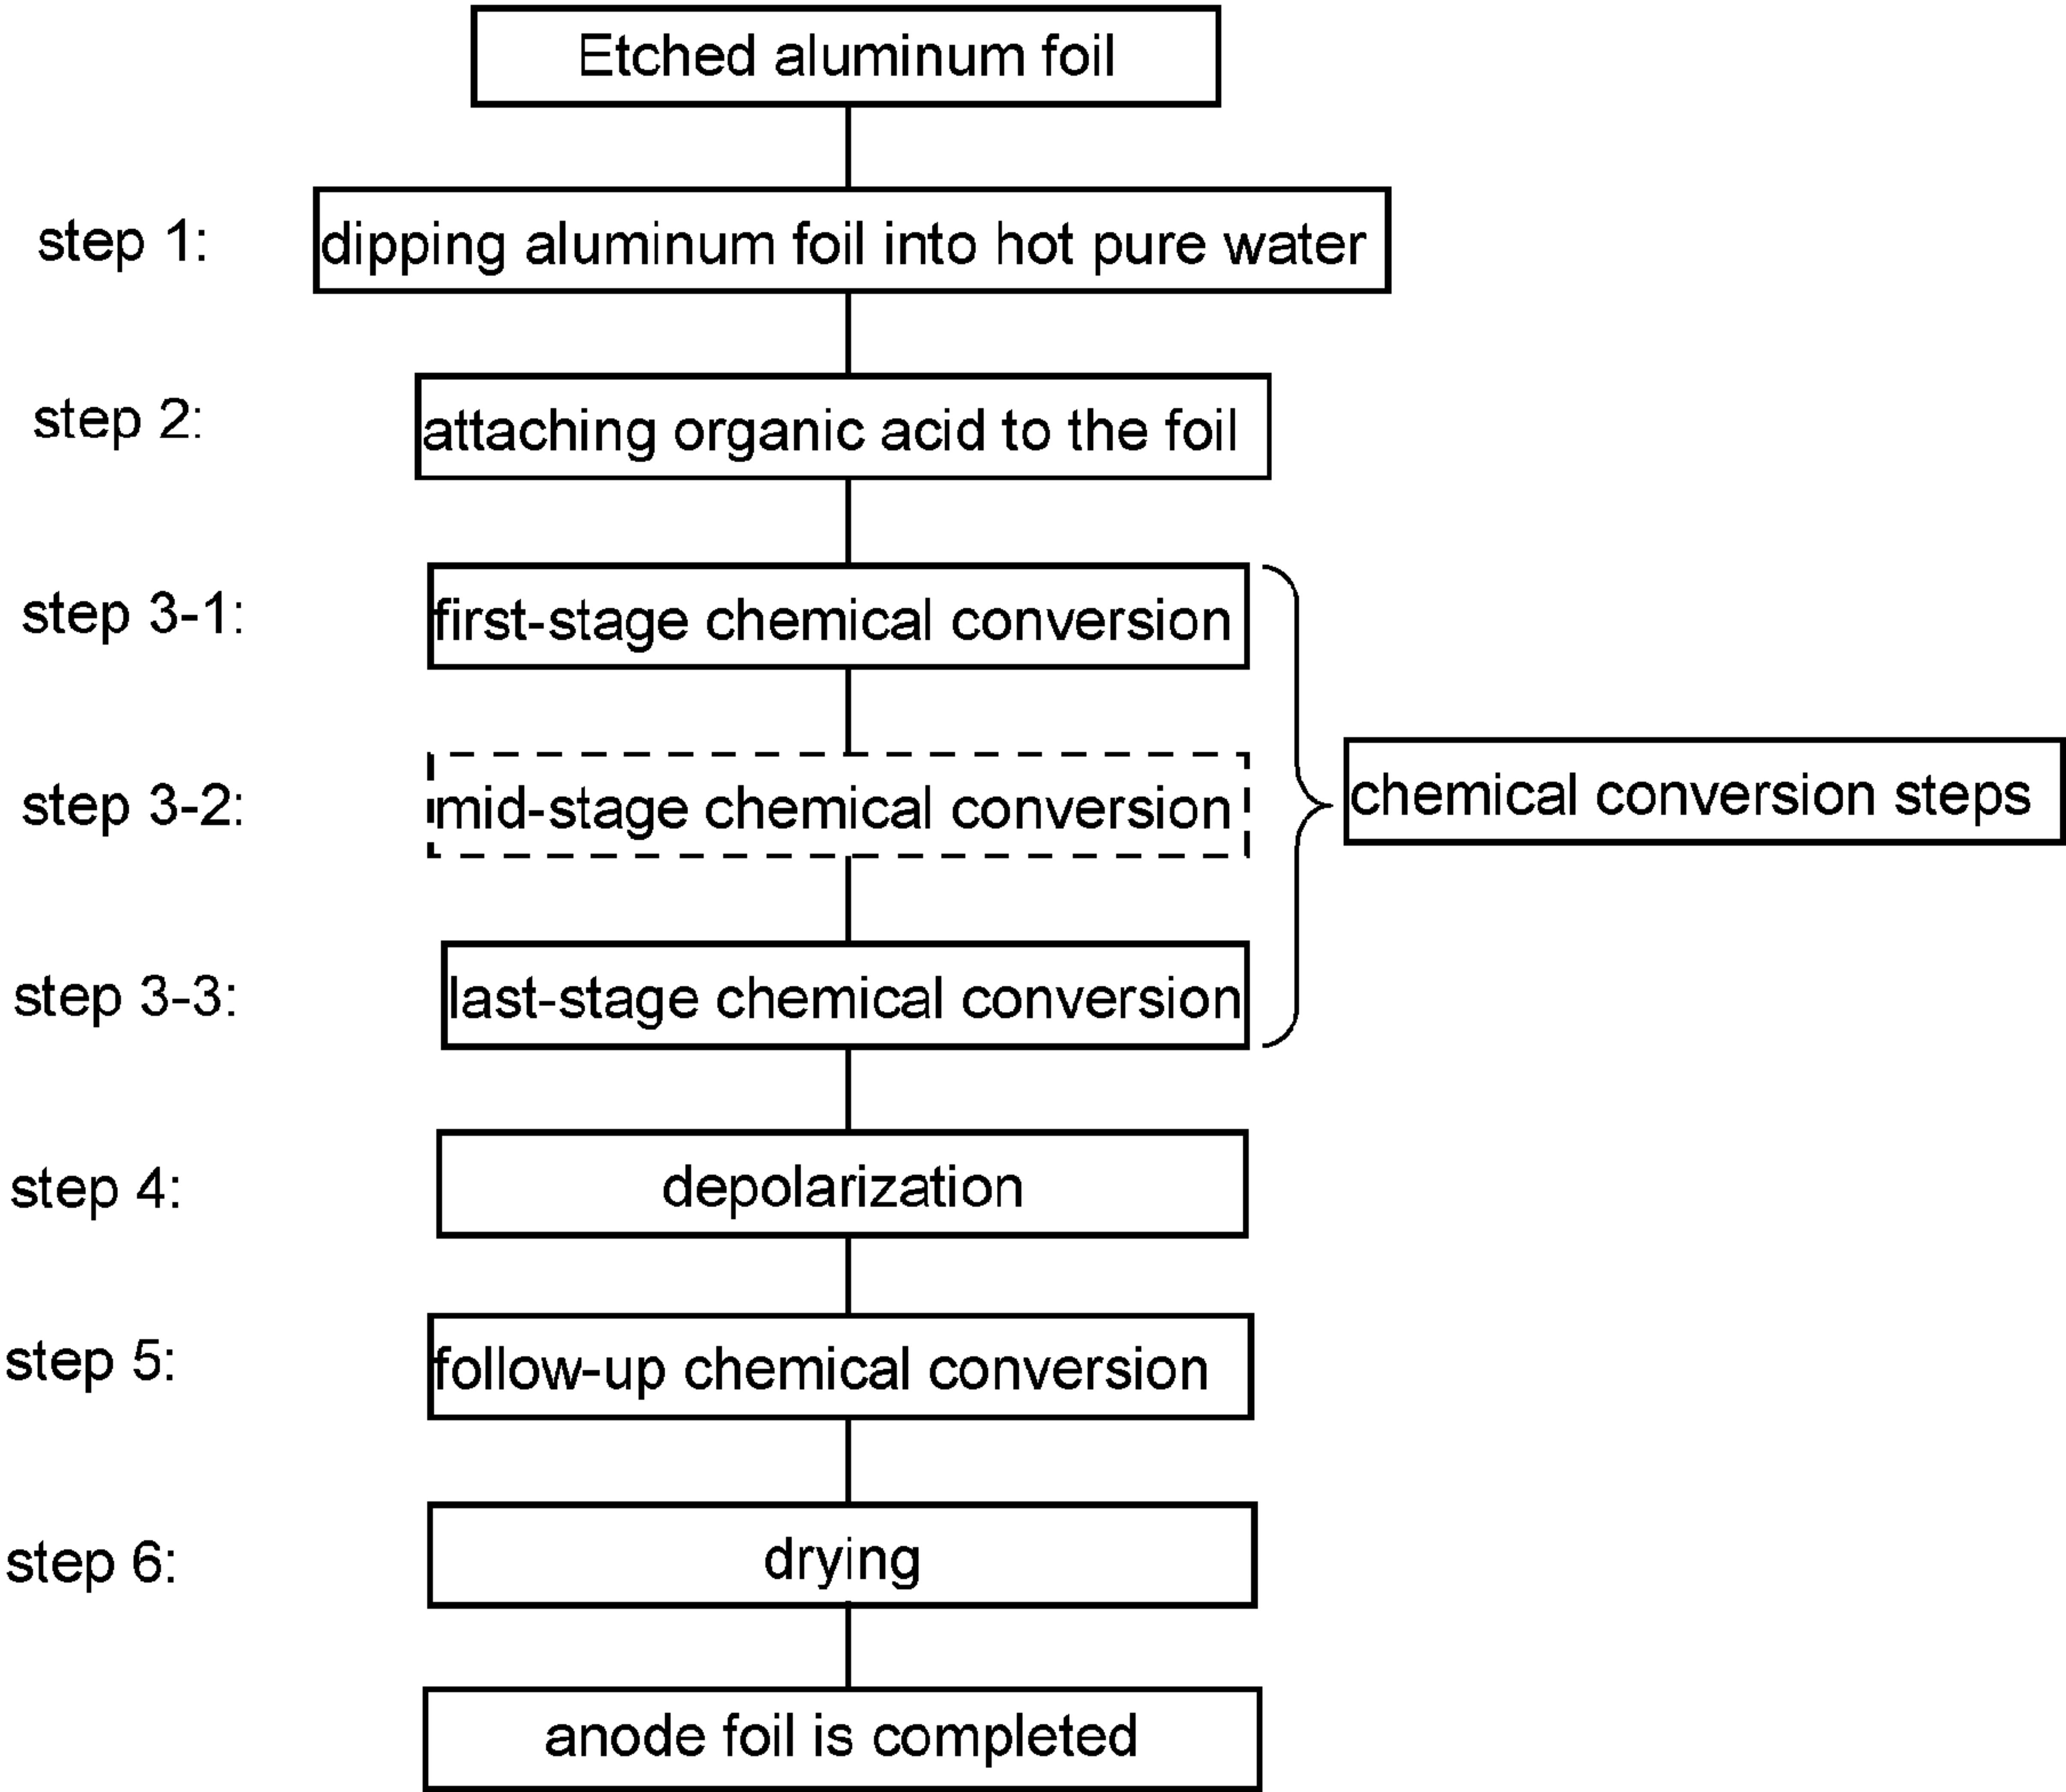 Etched aluminum foil
step 1:
dipping aluminum foil into hot pure water
step 2:
attaching organic acid to the foil
step 3-1:
first-stage chemical conversion
step 3-2:
mid-stage chemical conversion
chemical conversion steps
step 3-3:
last-stage chemical conversion
step 4:
depolarization
step 5:
follow-up chemical conversion
step 6:
drying
anode foil is completed